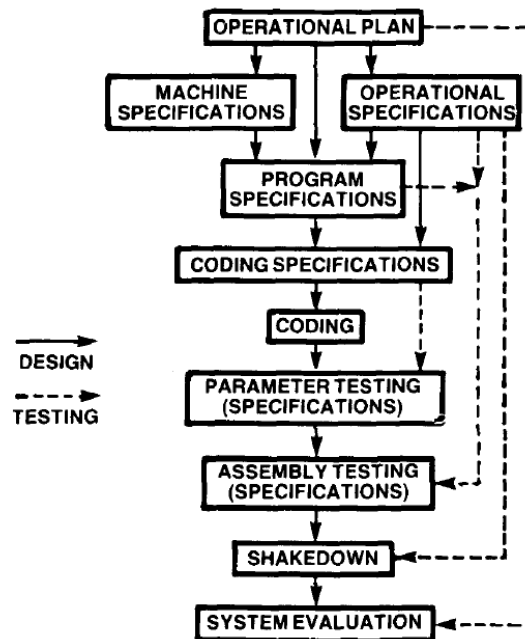 OPERATIONAL PLAN
MACHINE
SPECIFICATIONS
OPERATIONAL
SPECIFICATIONS
PROGRAM
SPECIFICATIONS
CODING SPECIFICATIONS
CODING
DESIGN
TESTING
PARAMETER TESTING
(SPECIFICATIONS)
ASSEMBLY TESTING
(SPECIFICATIONS)
SHAKEDOWN
SYSTEM EVALUATION